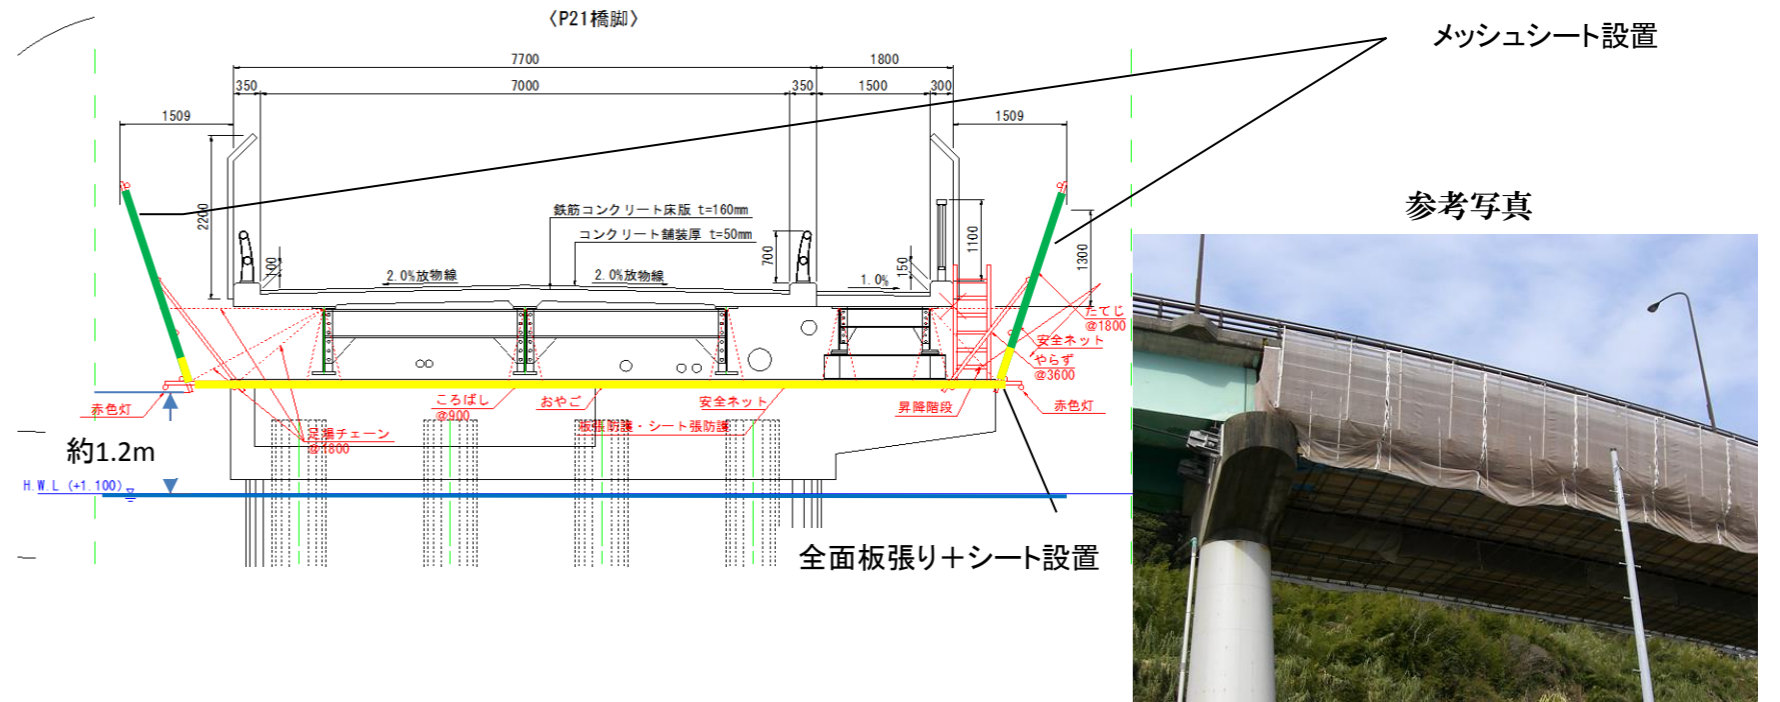 〈P21橋脚〉
メッシュシート設置
7700
1800
350
7000
350
1500
300
1509
1509
2200
鉄筋コンクリート床版 t=160mm
コンクリート舗装厚 t=50mm
参考写真
100
700
150
1100
1300
2.0%放物線
2.0%放物線
1.0%
たてじ
@1800
安全ネット
やらず
@3600
赤色灯
ころばし
@900
おやご
安全ネット
昇降階段
赤色灯
足場チェーン
@1800
板張防護・シート張防護
約1.2m
H.W.L (+1.100)
全面板張り＋シート設置